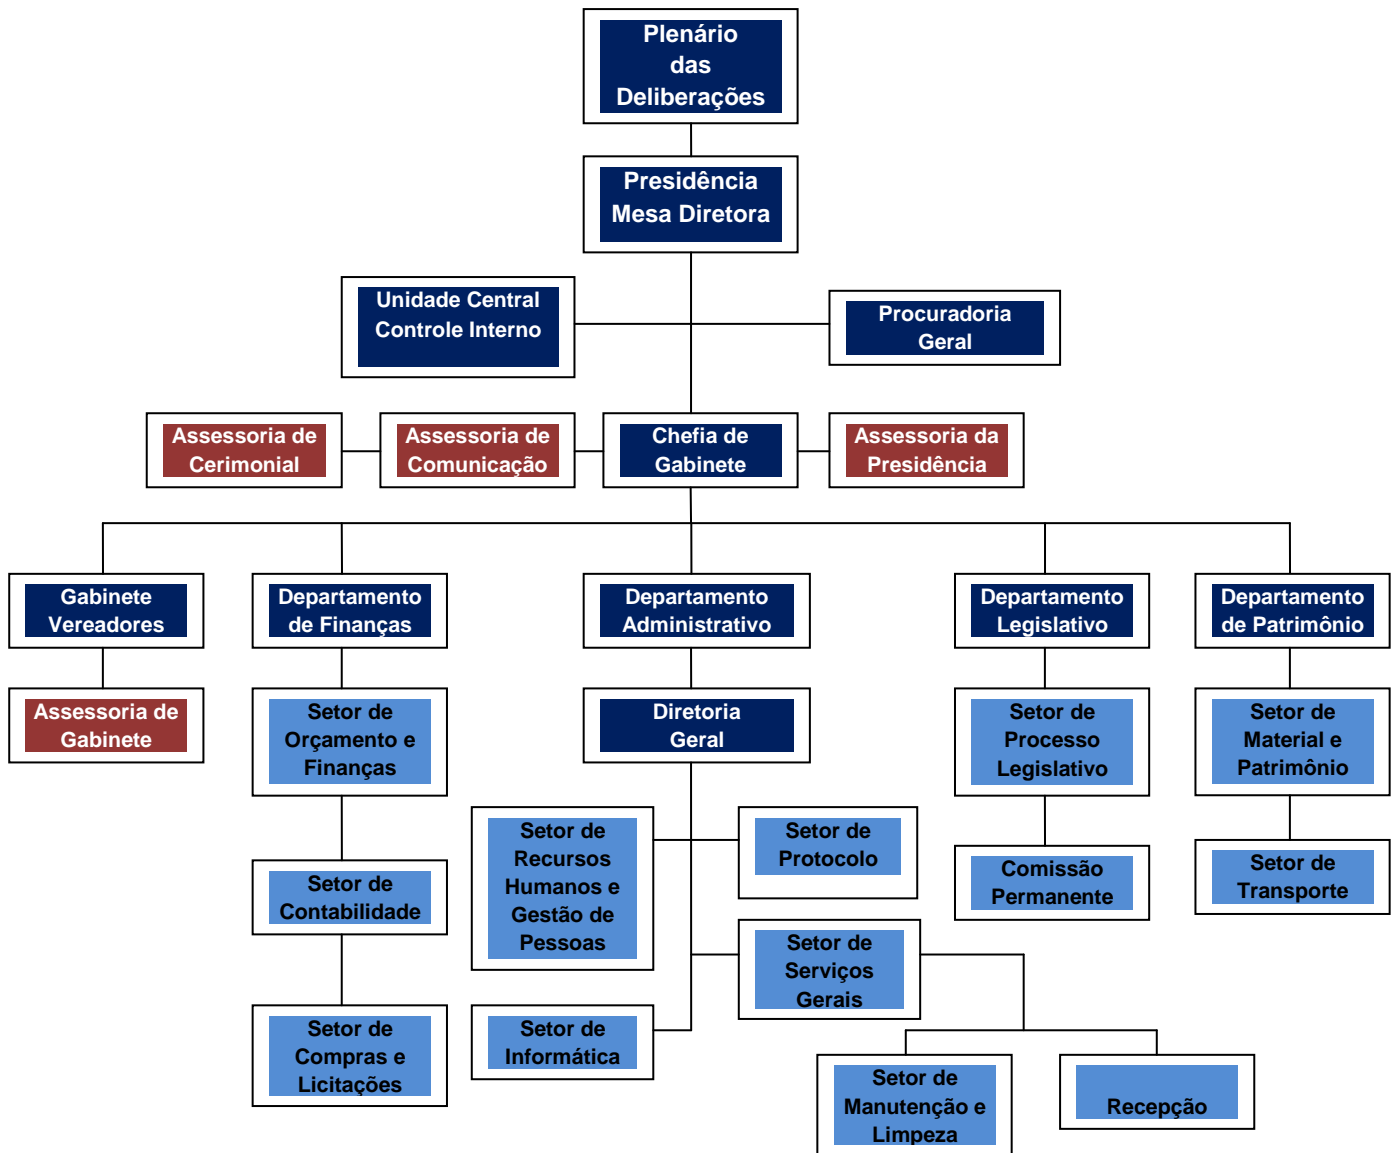 Plenário
das
Deliberações
Presidência
Mesa Diretora
Unidade Central
Controle Interno
Procuradoria
Geral
Assessoria de
Cerimonial
Assessoria de
Comunicação
Chefia de
Gabinete
Assessoria da
Presidência
Gabinete
Vereadores
Departamento
de Finanças
Departamento
Administrativo
Departamento
Legislativo
Departamento
de Patrimônio
Assessoria de
Gabinete
Setor de
Orçamento e
Finanças
Diretoria
Geral
Setor de
Processo
Legislativo
Setor de
Material e
Patrimônio
Setor de
Recursos
Humanos e
Gestão de
Pessoas
Setor de
Protocolo
Comissão
Permanente
Setor de
Transporte
Setor de
Contabilidade
Setor de
Serviços
Gerais
Setor de
Compras e
Licitações
Setor de
Informática
Setor de
Manutenção e
Limpeza
Recepção